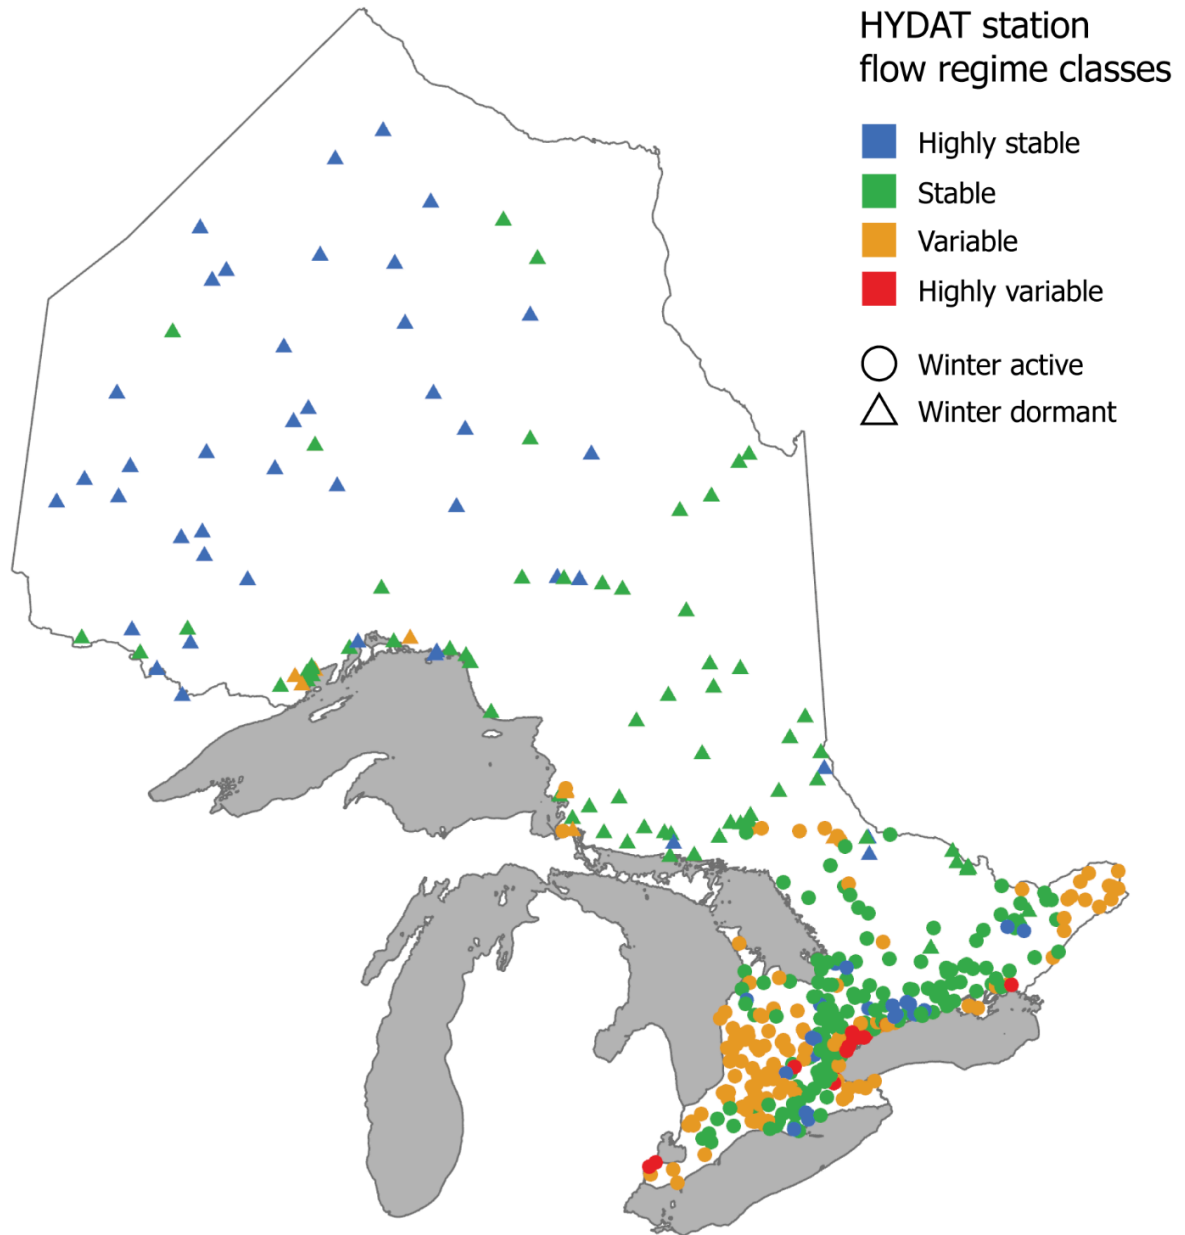 HYDAT station
flow regime classes
Highly stable
Stable
Variable
Highly variable
Winter active
Winter dormant